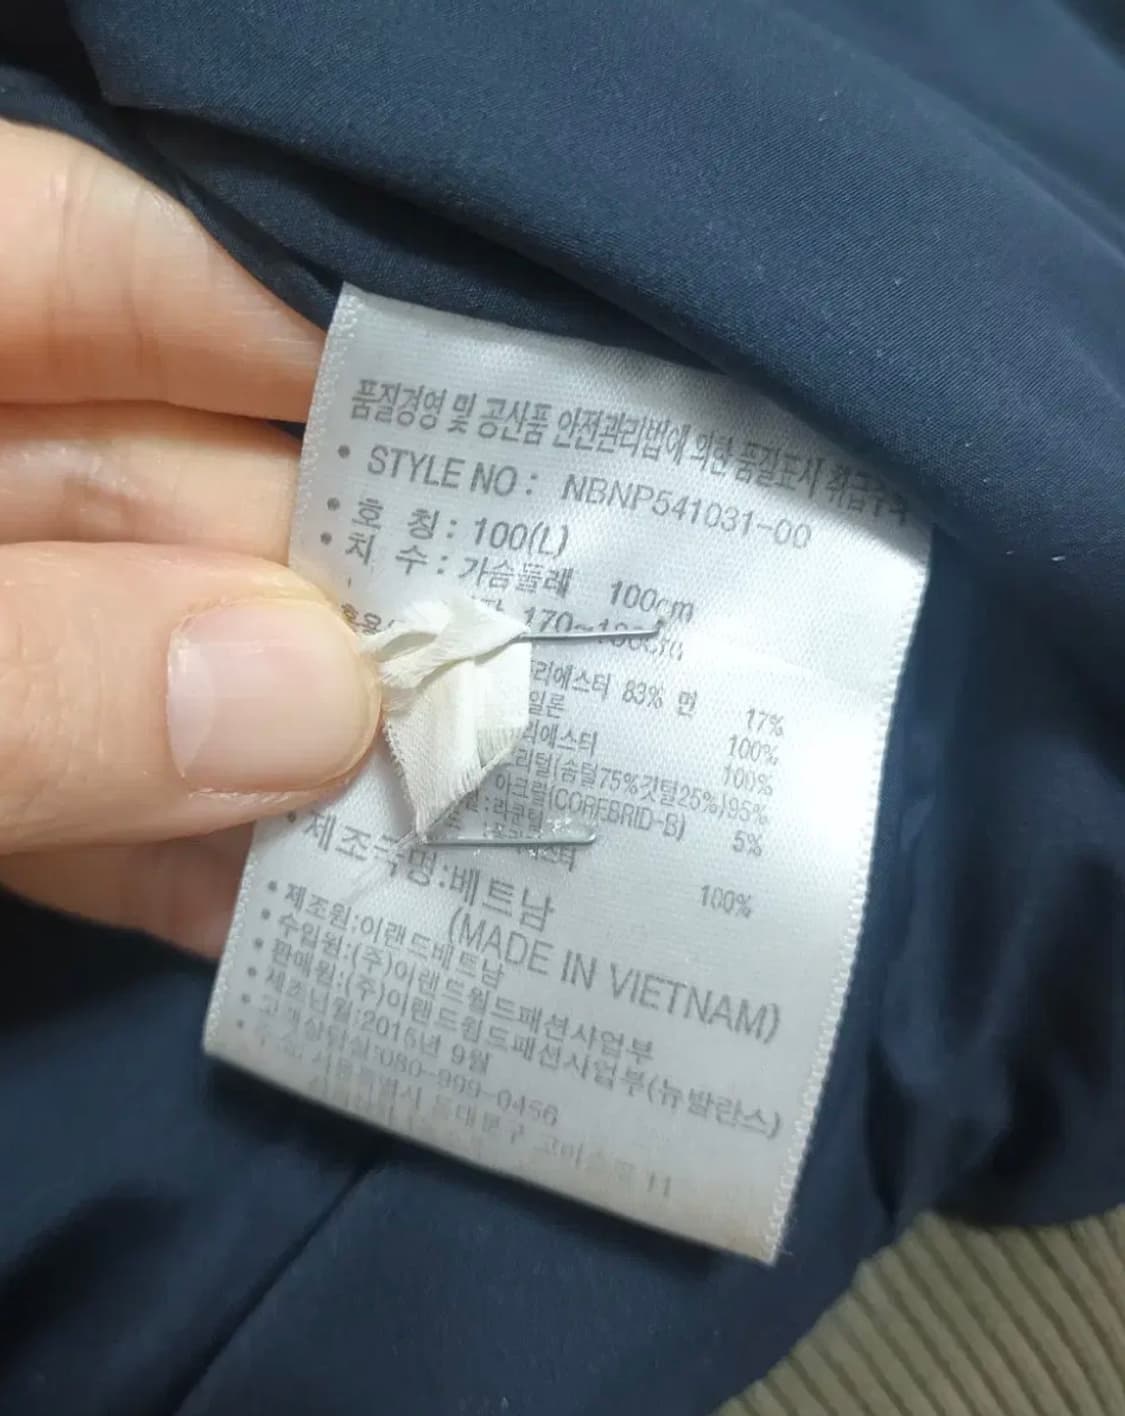 품질경영 및 공산품 안전관리법에 의한 품질표시
• STYLE NO : NBNP541031-00
• 호 칭 : 100(L)
• 치 수 : 가슴둘레 100cm
170~
리에스터 83% 면 17%
일론 100%
리에스터 100%
리털(솜털75%깃털25%)95%
아크릴(COREBRID-B) 5%
100%
• 제조국명:베트남
(MADE IN VIETNAM)
• 제조원:이랜드베트남
• 수입원:(주)이랜드월드패션사업부
• 판매원:(주)이랜드월드패션사업부(뉴발란스)
• 제조년월:2015년 9월
• 고객상담실:080-999-0456
서울특별시 11